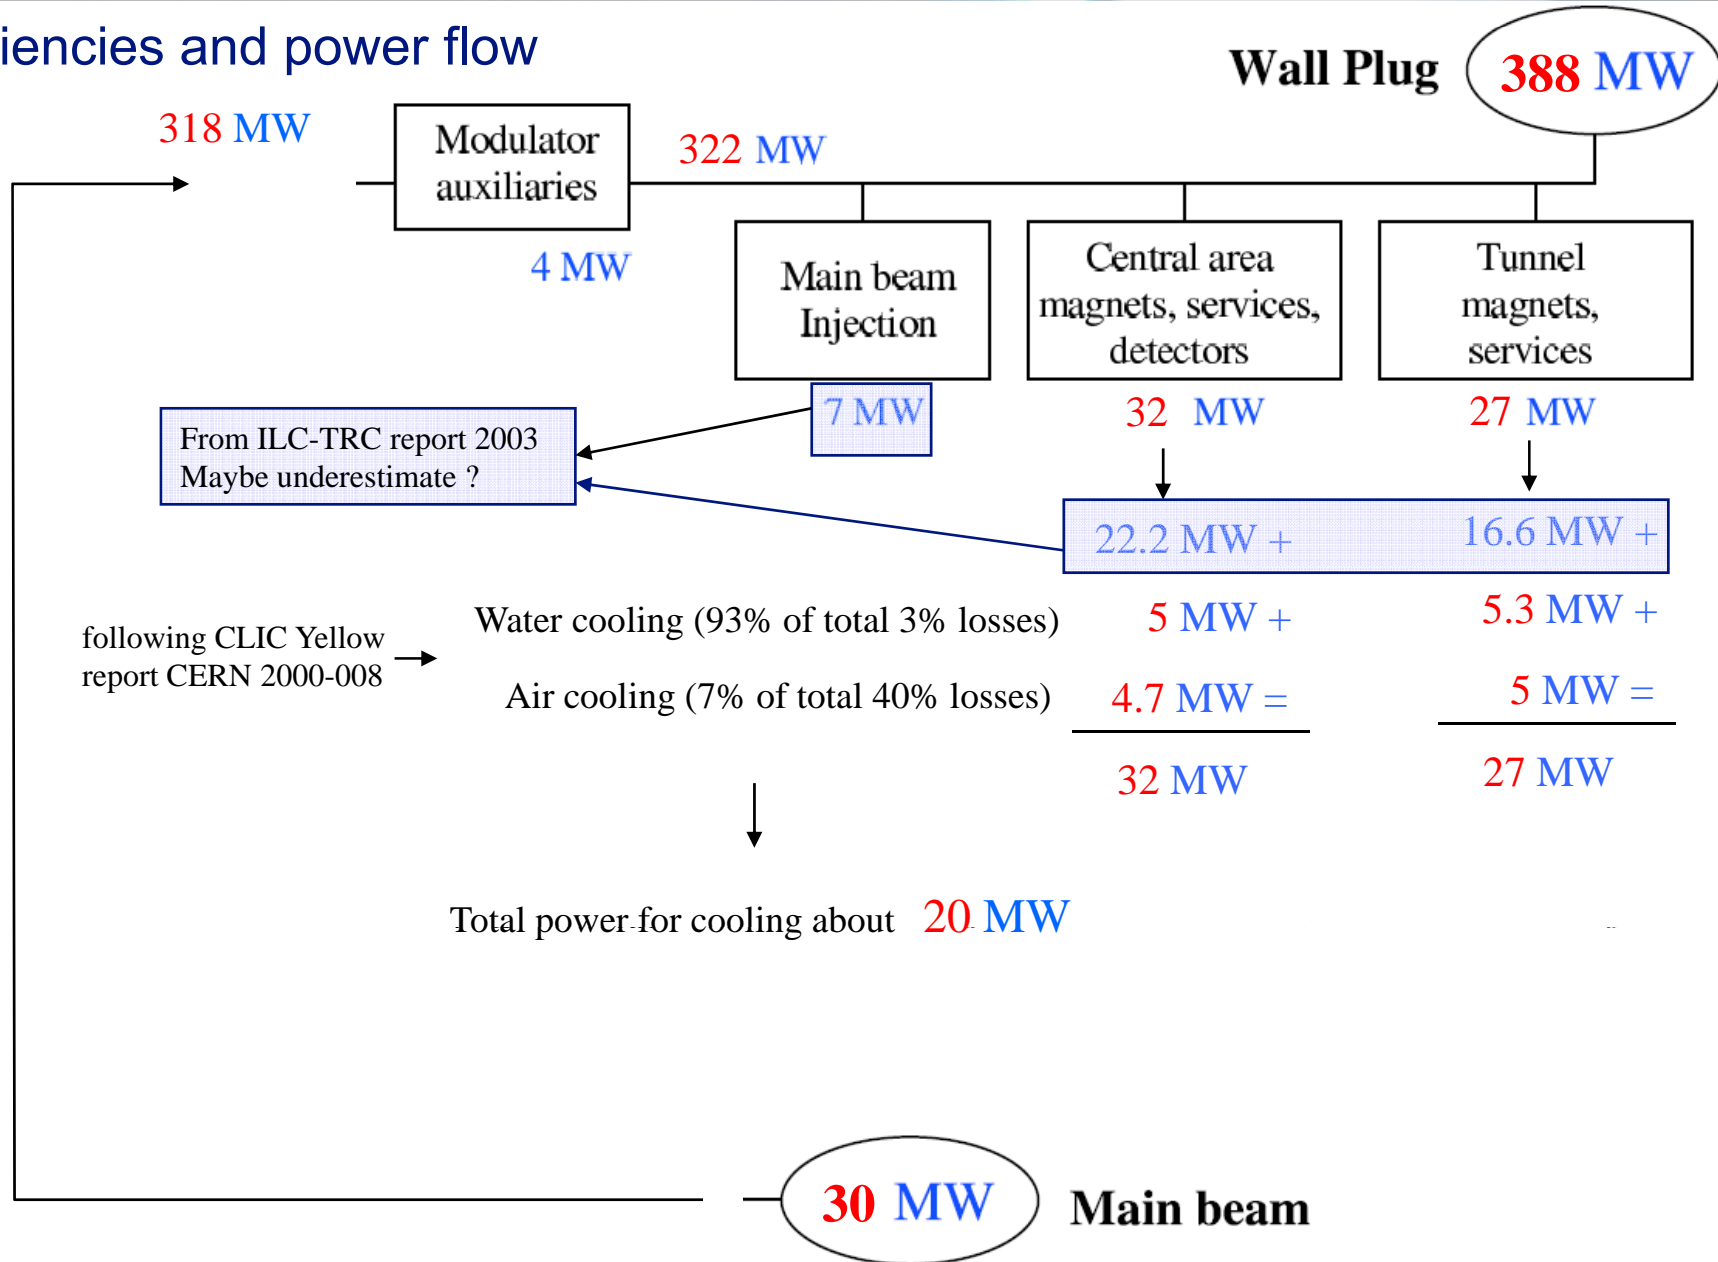 iencies and power flow
Wall Plug 388 MW
318 MW
Modulator
auxiliaries
322 MW
4 MW
Main beam
Injection
Central area
magnets, services,
detectors
Tunnel
magnets,
services
7 MW
32 MW
27 MW
From ILC-TRC report 2003
Maybe underestimate ?
22.2 MW +
16.6 MW +
following CLIC Yellow
report CERN 2000-008
Water cooling (93% of total 3% losses)
5 MW +
5.3 MW +
Air cooling (7% of total 40% losses)
4.7 MW =
5 MW =
32 MW
27 MW
Total power for cooling about 20 MW
30 MW Main beam